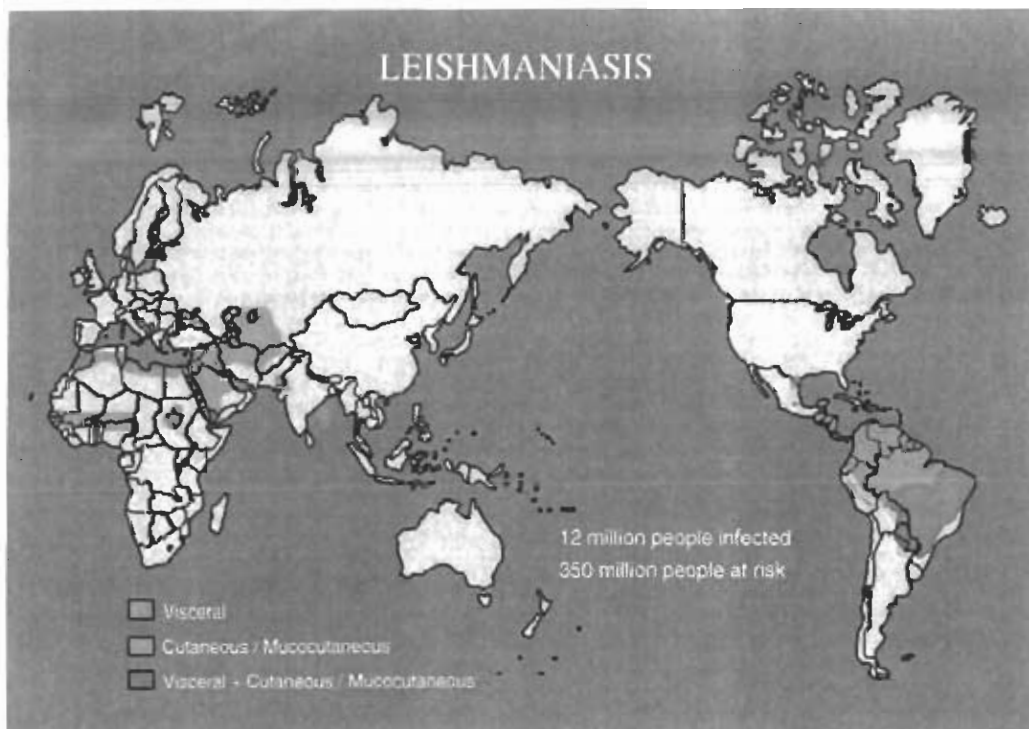 LEISHMANIASIS
12 million people infected
350 million people at risk
Visceral
Cutaneous / Mucocutaneous
Visceral + Cutaneous / Mucocutaneous